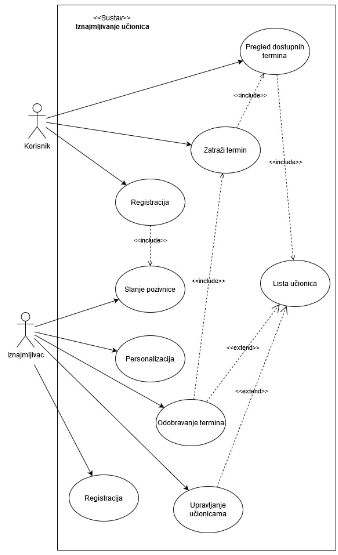 <<Sustav>>
Iznajmljivanje učionica
Pregled dostupnih
termina
<<include>>
Korisnik
Zatraži termin
<<include>>
Registracija
<<include>>
Slanje pozivnice
<<include>>
Lista učionica
Iznajmljivac
Personalizacija
<<extend>>
<<extend>>
Odobravanje termina
Registracija
Upravljanje
učionicama